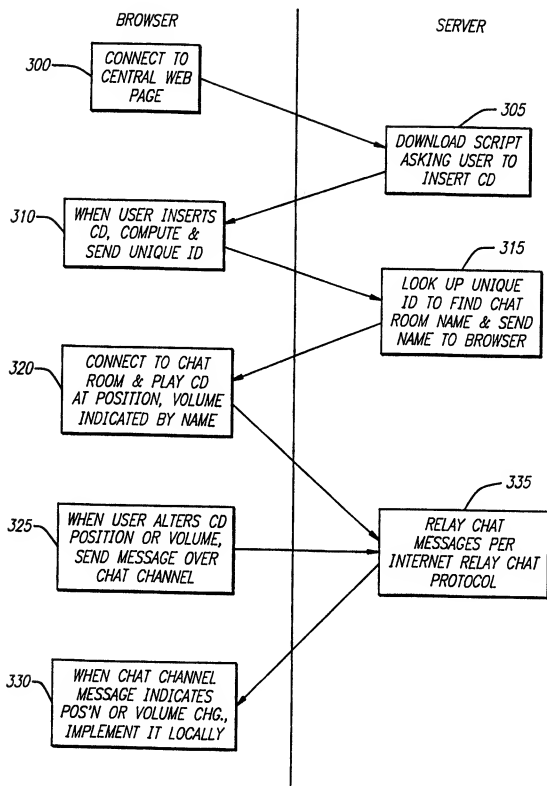 BROWSER
SERVER
300
CONNECT TO
CENTRAL WEB
PAGE
305
DOWNLOAD SCRIPT
ASKING USER TO
INSERT CD
310
WHEN USER INSERTS
CD, COMPUTE &
SEND UNIQUE ID
315
LOOK UP UNIQUE
ID TO FIND CHAT
ROOM NAME & SEND
NAME TO BROWSER
320
CONNECT TO CHAT
ROOM & PLAY CD
AT POSITION, VOLUME
INDICATED BY NAME
325
WHEN USER ALTERS CD
POSITION OR VOLUME,
SEND MESSAGE OVER
CHAT CHANNEL
335
RELAY CHAT
MESSAGES PER
INTERNET RELAY CHAT
PROTOCOL
330
WHEN CHAT CHANNEL
MESSAGE INDICATES
POS'N OR VOLUME CHG.,
IMPLEMENT IT LOCALLY